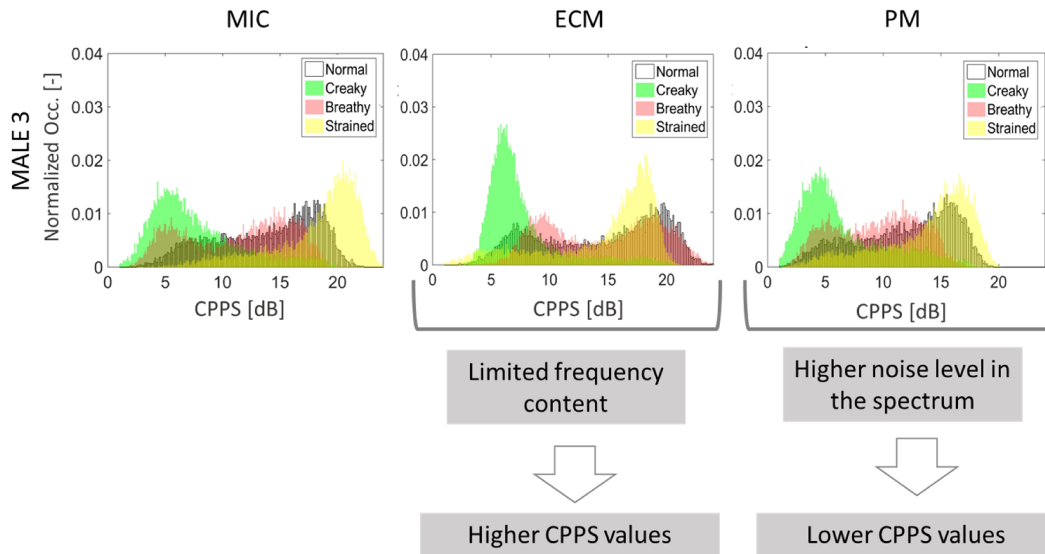 MIC
ECM
PM
MALE 3
Normalized Occ. [-]
0.04
0.03
0.02
0.01
0
0 5 10 15 20
CPPS [dB]
Normal
Creaky
Breathy
Strained
0.04
0.03
0.02
0.01
0
0 5 10 15 20
CPPS [dB]
Normal
Creaky
Breathy
Strained
0.04
0.03
0.02
0.01
0
0 5 10 15 20
CPPS [dB]
Normal
Creaky
Breathy
Strained
Limited frequency
content
Higher noise level in
the spectrum
Higher CPPS values
Lower CPPS values